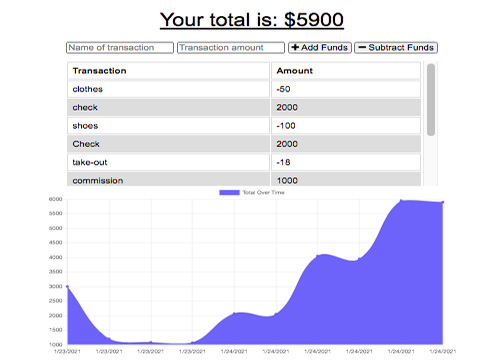 Your total is: $5900
Name of transaction Transaction amount + Add Funds − Subtract Funds
Transaction Amount
clothes -50
check 2000
shoes -100
Check 2000
take-out -18
commission 1000
Total Over Time
6000
5500
5000
4500
4000
3500
3000
2500
2000
1500
1000
1/23/2021 1/23/2021 1/23/2021 1/23/2021 1/24/2021 1/24/2021 1/24/2021 1/24/2021 1/24/2021 1/26/2021